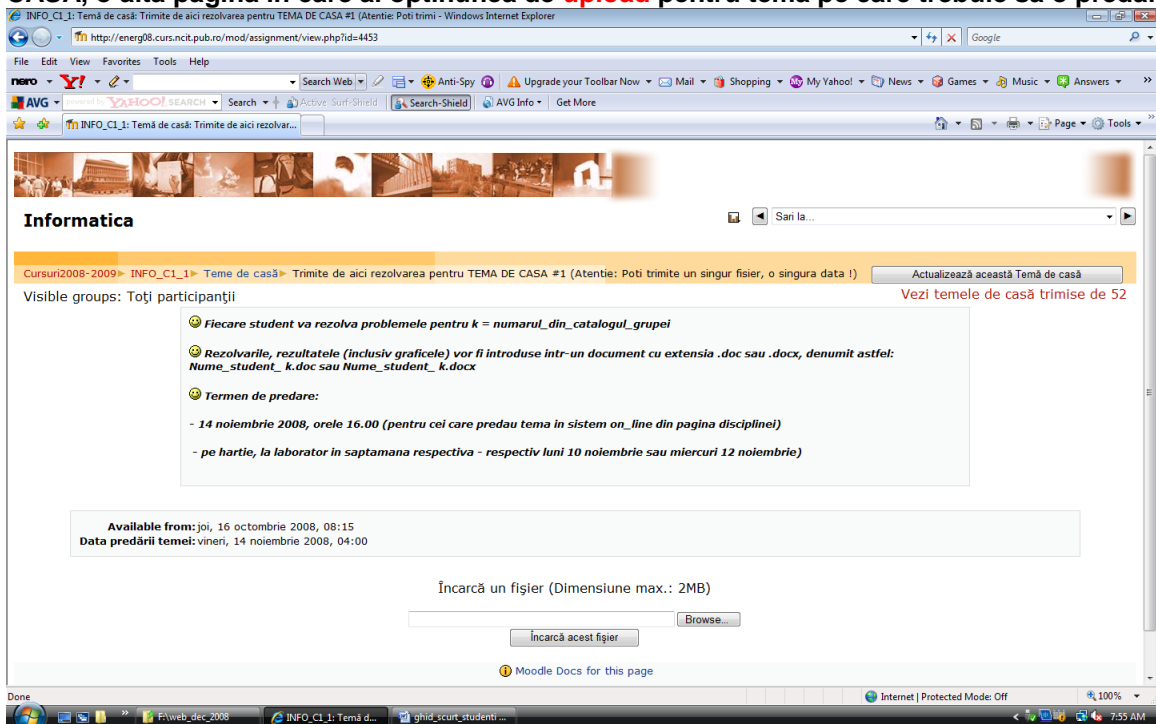 CASA, o alta pagina in care ai optiunea de upload pentru tema pe care trebuie sa o predai
INFO_C1_1: Temă de casă: Trimite de aici rezolvarea pentru TEMA DE CASA #1 (Atentie: Poti trimi - Windows Internet Explorer
http://energ08.curs.ncit.pub.ro/mod/assignment/view.php?id=4453
Google
File Edit View Favorites Tools Help
nero Y! Search Web Anti-Spy Upgrade your Toolbar Now Mail Shopping My Yahoo! News Games Music Answers »
AVG powered by YAHOO! SEARCH Search Active Surf-Shield Search-Shield AVG Info Get More
INFO_C1_1: Temă de casă: Trimite de aici rezolvar... Page Tools »
Informatica
Sari la...
Cursuri2008-2009► INFO_C1_1► Teme de casă► Trimite de aici rezolvarea pentru TEMA DE CASA #1 (Atentie: Poti trimite un singur fisier, o singura data !) Actualizează această Temă de casă
Visible groups: Toţi participanţii Vezi temele de casă trimise de 52
Fiecare student va rezolva problemele pentru k = numarul_din_catalogul_grupei
Rezolvarile, rezultatele (inclusiv graficele) vor fi introduse intr-un document cu extensia .doc sau .docx, denumit astfel:
Nume_student_ k.doc sau Nume_student_ k.docx
Termen de predare:
- 14 noiembrie 2008, orele 16.00 (pentru cei care predau tema in sistem on_line din pagina disciplinei)
- pe hartie, la laborator in saptamana respectiva - respectiv luni 10 noiembrie sau miercuri 12 noiembrie)
Available from: joi, 16 octombrie 2008, 08:15
Data predării temei: vineri, 14 noiembrie 2008, 04:00
Încarcă un fişier (Dimensiune max.: 2MB)
Browse...
Încarcă acest fişier
Moodle Docs for this page
Done Internet | Protected Mode: Off 100%
» F:\web_dec_2008 INFO_C1_1: Temă d... ghid_scurt_studenti ... 7:55 AM